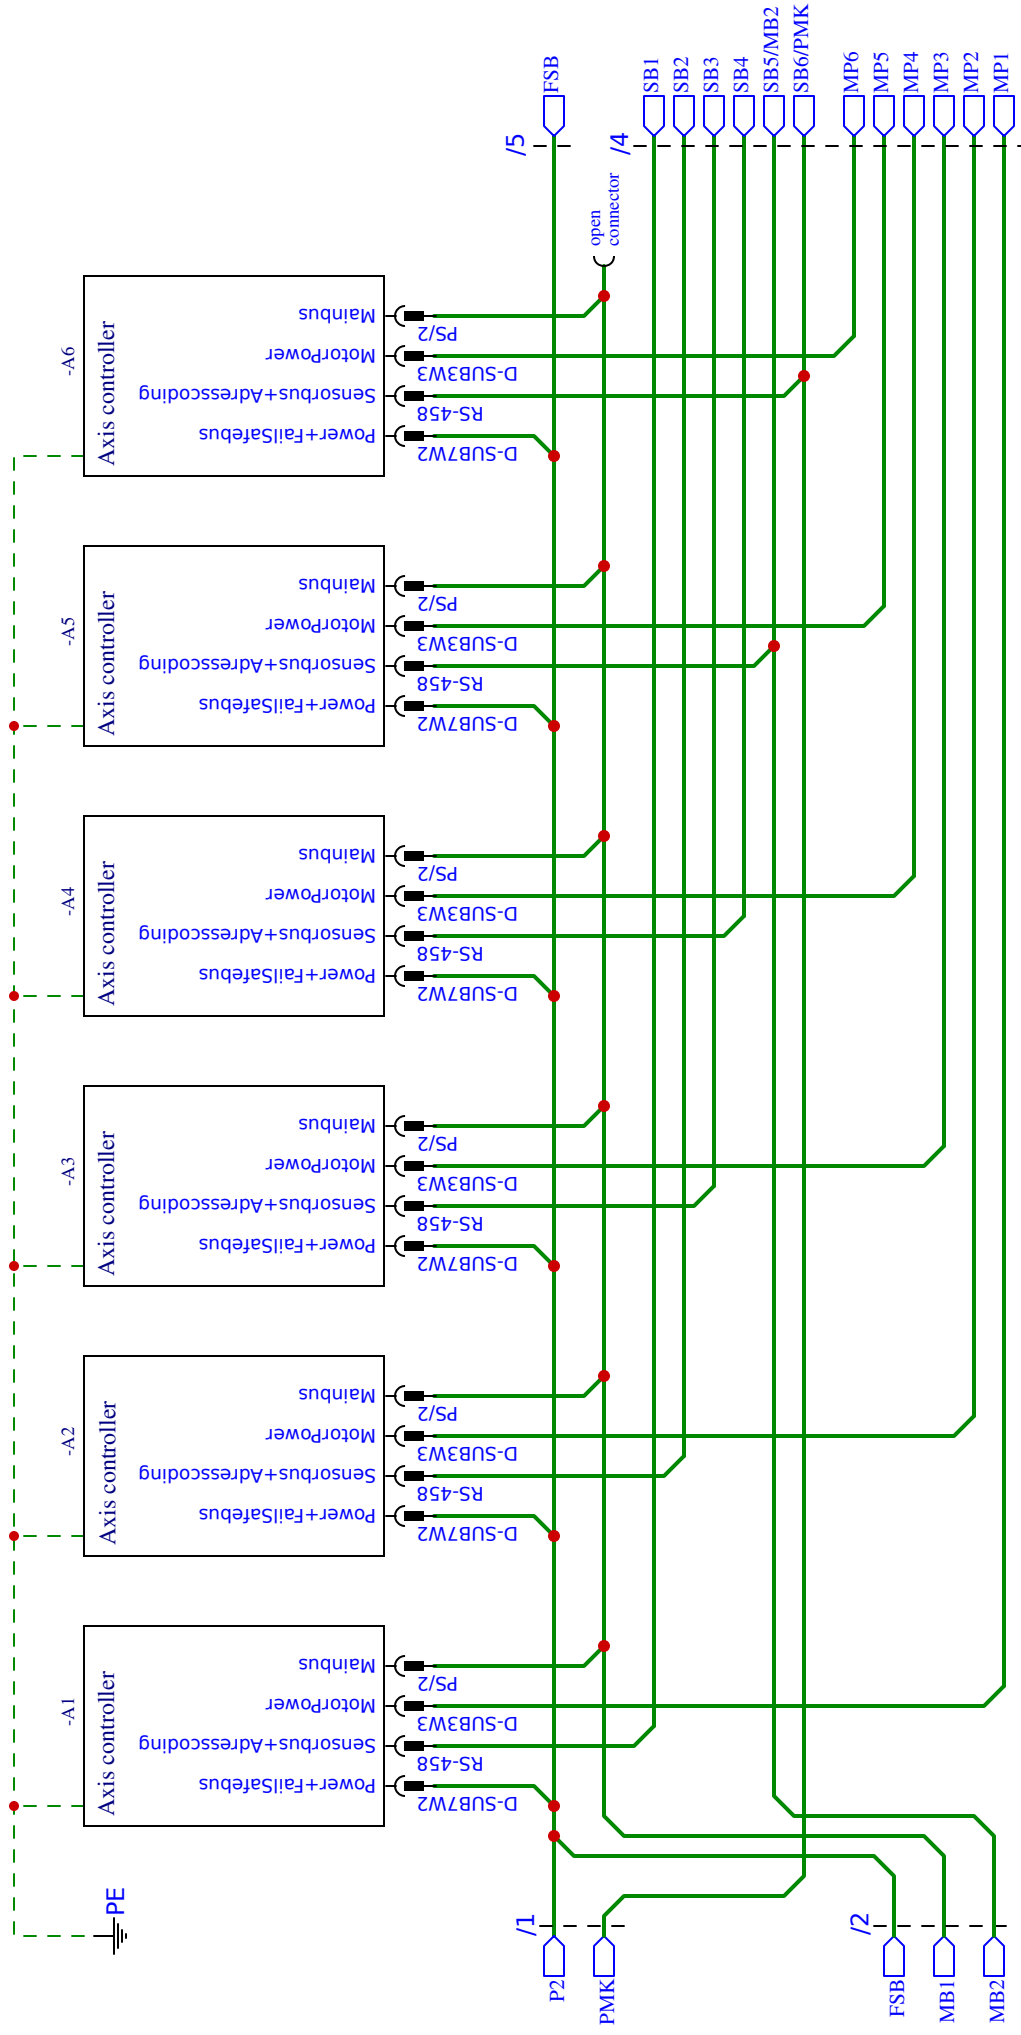 /5
FSB
open
connector
/4
SB1
SB2
SB3
SB4
SB5/MB2
SB6/PMK
MP6
MP5
MP4
MP3
MP2
MP1
-A6
Axis controller
Mainbus
PS/2
MotorPower
D-SUB3W3
Sensorbus+Adresscoding
RS-458
Power+FailSafebus
D-SUB7W2
-A5
Axis controller
Mainbus
PS/2
MotorPower
D-SUB3W3
Sensorbus+Adresscoding
RS-458
Power+FailSafebus
D-SUB7W2
-A4
Axis controller
Mainbus
PS/2
MotorPower
D-SUB3W3
Sensorbus+Adresscoding
RS-458
Power+FailSafebus
D-SUB7W2
-A3
Axis controller
Mainbus
PS/2
MotorPower
D-SUB3W3
Sensorbus+Adresscoding
RS-458
Power+FailSafebus
D-SUB7W2
-A2
Axis controller
Mainbus
PS/2
MotorPower
D-SUB3W3
Sensorbus+Adresscoding
RS-458
Power+FailSafebus
D-SUB7W2
-A1
Axis controller
Mainbus
PS/2
MotorPower
D-SUB3W3
Sensorbus+Adresscoding
RS-458
Power+FailSafebus
D-SUB7W2
PE
/1
P2
PMK
/2
FSB
MB1
MB2